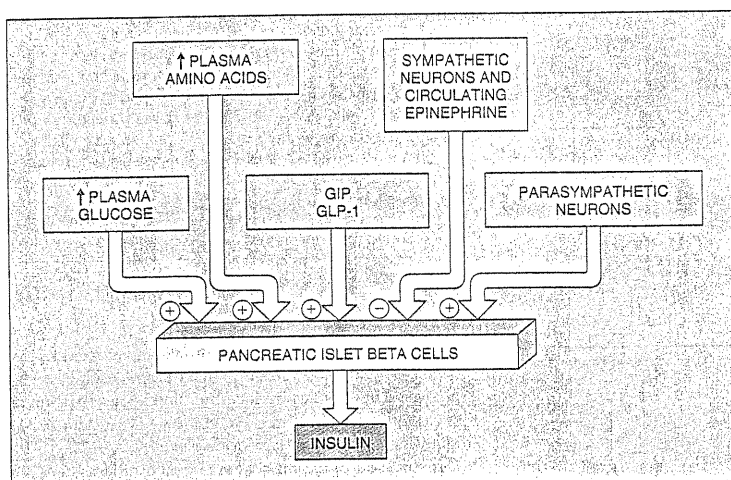 ↑ PLASMA
AMINO ACIDS
SYMPATHETIC
NEURONS AND
CIRCULATING
EPINEPHRINE
↑ PLASMA
GLUCOSE
GIP
GLP-1
PARASYMPATHETIC
NEURONS
+ + + − +
PANCREATIC ISLET BETA CELLS
INSULIN